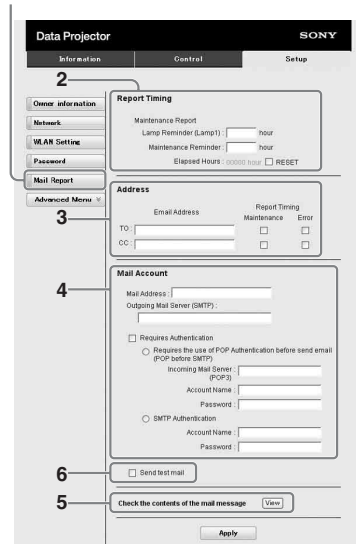 Data Projector SONY
Information Control Setup
2
Owner information
Network
WLAN Setting
Password
Mail Report
Advanced Menu
Report Timing
Maintenance Report
Lamp Reminder (Lamp1) : hour
Maintenance Reminder : hour
Elapsed Hours : 00000 hour RESET
3
Address
Email Address Report Timing
Maintenance Error
TO :
CC :
4
Mail Account
Mail Address :
Outgoing Mail Server (SMTP) :
Requires Authentication
Requires the use of POP Authentication before send email
(POP before SMTP)
Incoming Mail Server :
(POP3)
Account Name :
Password :
SMTP Authentication
Account Name :
Password :
6
Send test mail
5
Check the contents of the mail message View
Apply